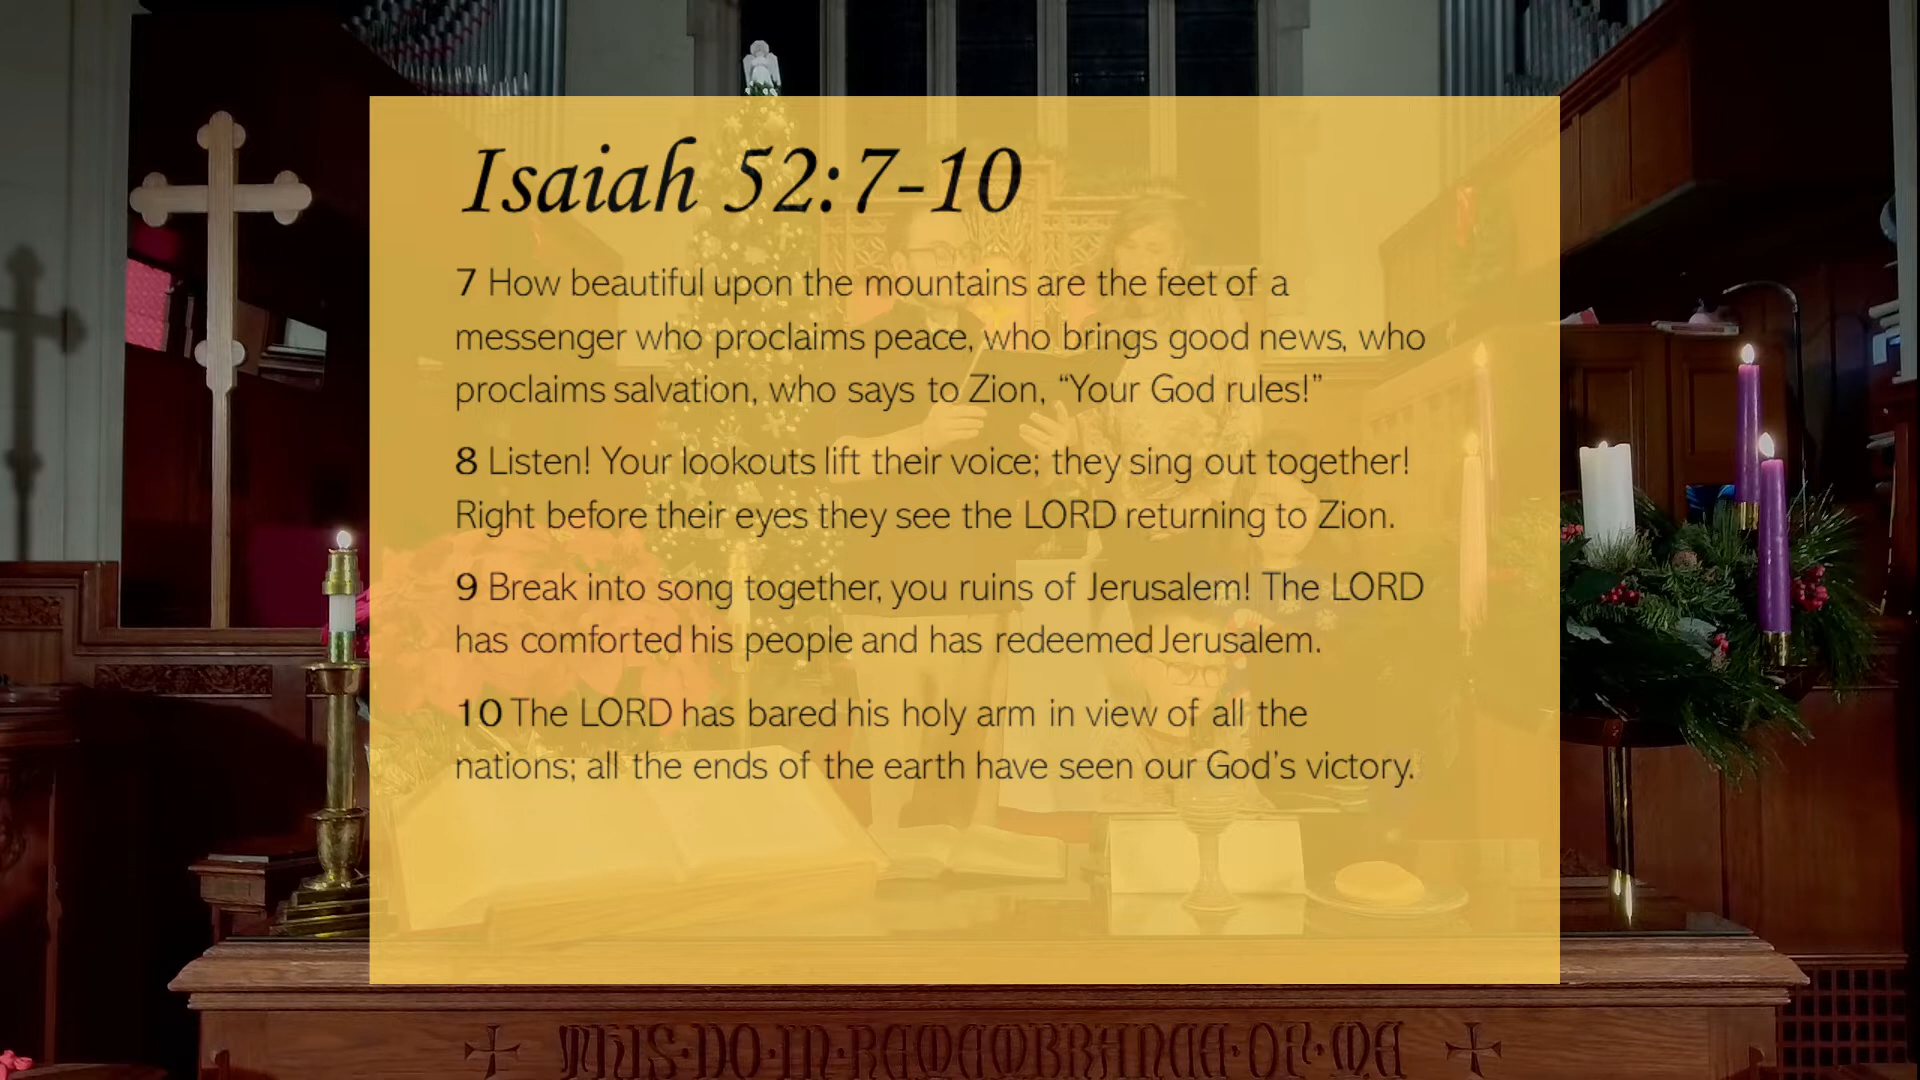 Isaiah 52:7-10
7 How beautiful upon the mountains are the feet of a
messenger who proclaims peace, who brings good news, who
proclaims salvation, who says to Zion, “Your God rules!”
8 Listen! Your lookouts lift their voice; they sing out together!
Right before their eyes they see the LORD returning to Zion.
9 Break into song together, you ruins of Jerusalem! The LORD
has comforted his people and has redeemed Jerusalem.
10 The LORD has bared his holy arm in view of all the
nations; all the ends of the earth have seen our God’s victory.
THIS·DO·IN·REMEMBRANCE·OF·ME